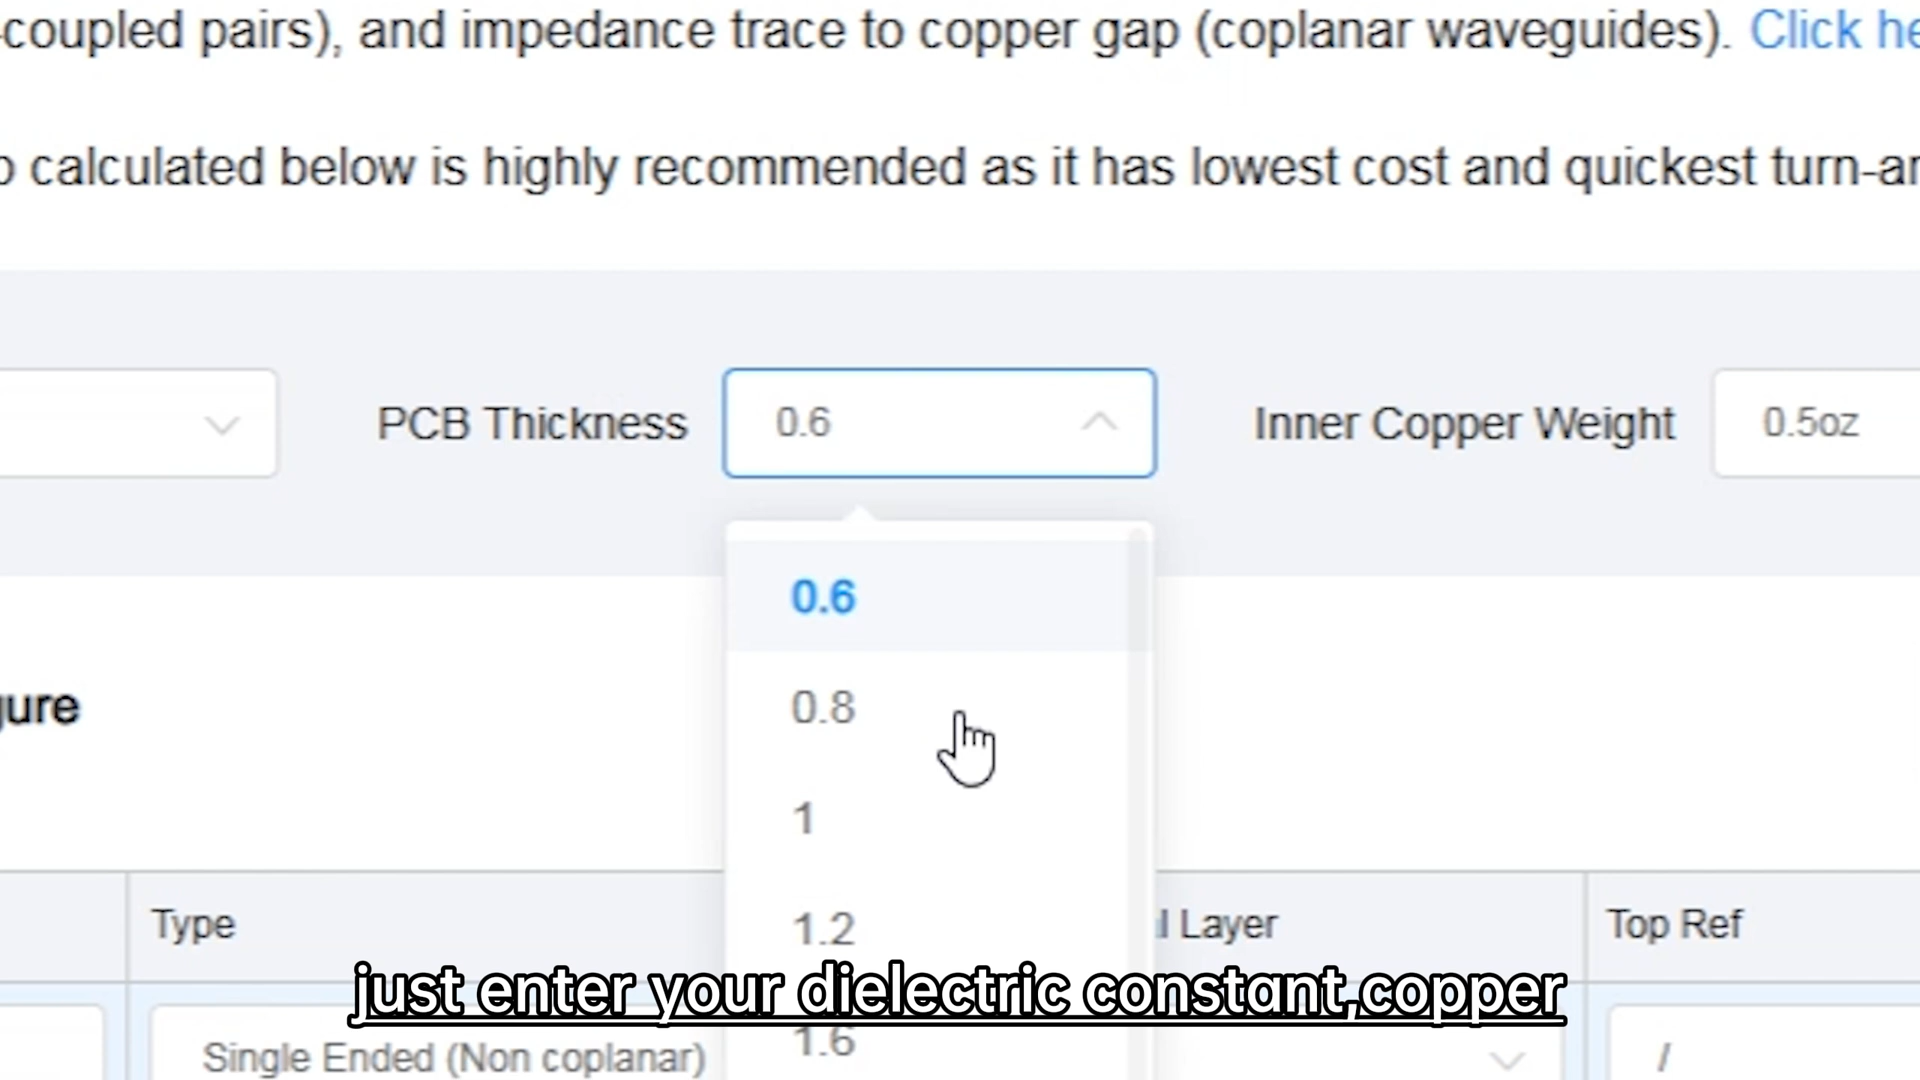 -coupled pairs), and impedance trace to copper gap (coplanar waveguides). Click he
calculated below is highly recommended as it has lowest cost and quickest turn-ar
PCB Thickness 0.6 Inner Copper Weight 0.5oz
0.6
0.8
gure
1
1.2
Type l Layer Top Ref
just enter your dielectric constant,copper
1.6
Single Ended (Non coplanar) /